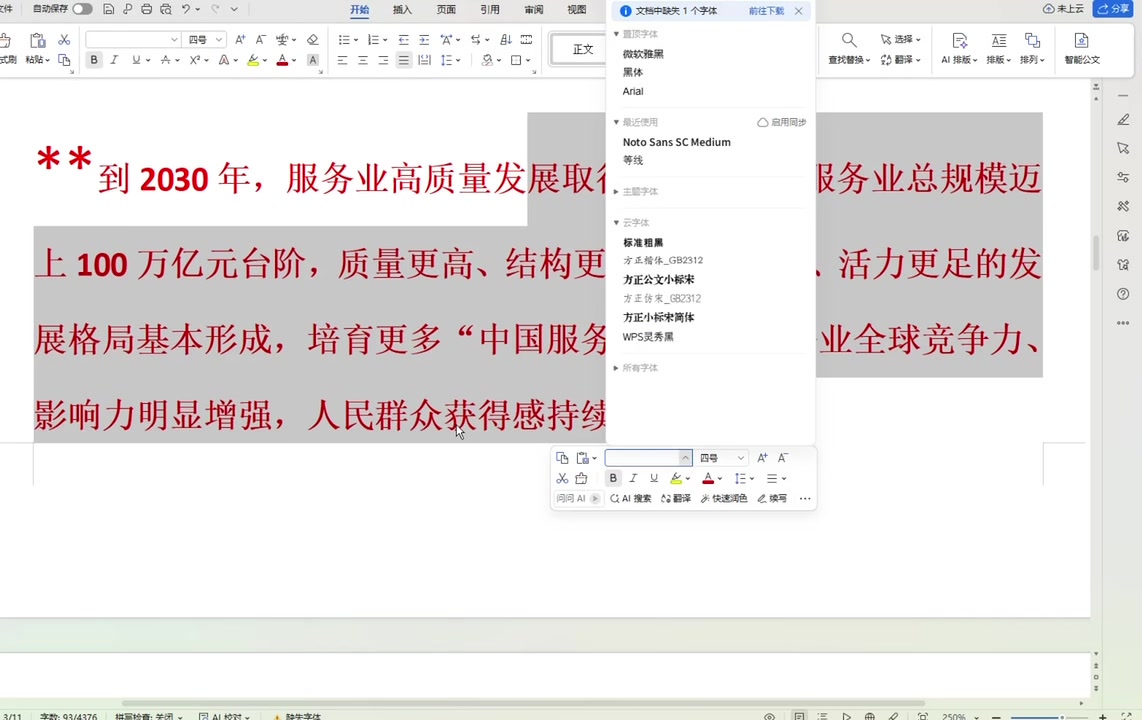 文件 自动保存 开始 插入 页面 引用 审阅 视图 未上云 分享
粘贴 四号 B I U A 正文 查找替换 选择 翻译 AI 排版 排版 排列 智能公文
文档中缺失 1 个字体 前往下载
置顶字体
微软雅黑
黑体
Arial
最近使用 启用同步
Noto Sans SC Medium
等线
主题字体
云字体
标准粗黑
方正楷体_GB2312
方正公文小标宋
方正仿宋_GB2312
方正小标宋简体
WPS灵秀黑
所有字体
**到 2030 年，服务业高质量发展取 服务业总规模迈
上 100 万亿元台阶，质量更高、结构更 、活力更足的发
展格局基本形成，培育更多“中国服务 业全球竞争力、
影响力明显增强，人民群众获得感持续
四号 A+ A-
B I U A
问问 AI AI 搜索 翻译 快速润色 续写 ...
3/11 字数: 93/4376 拼写检查: 关闭 AI 校对 缺失字体 250%